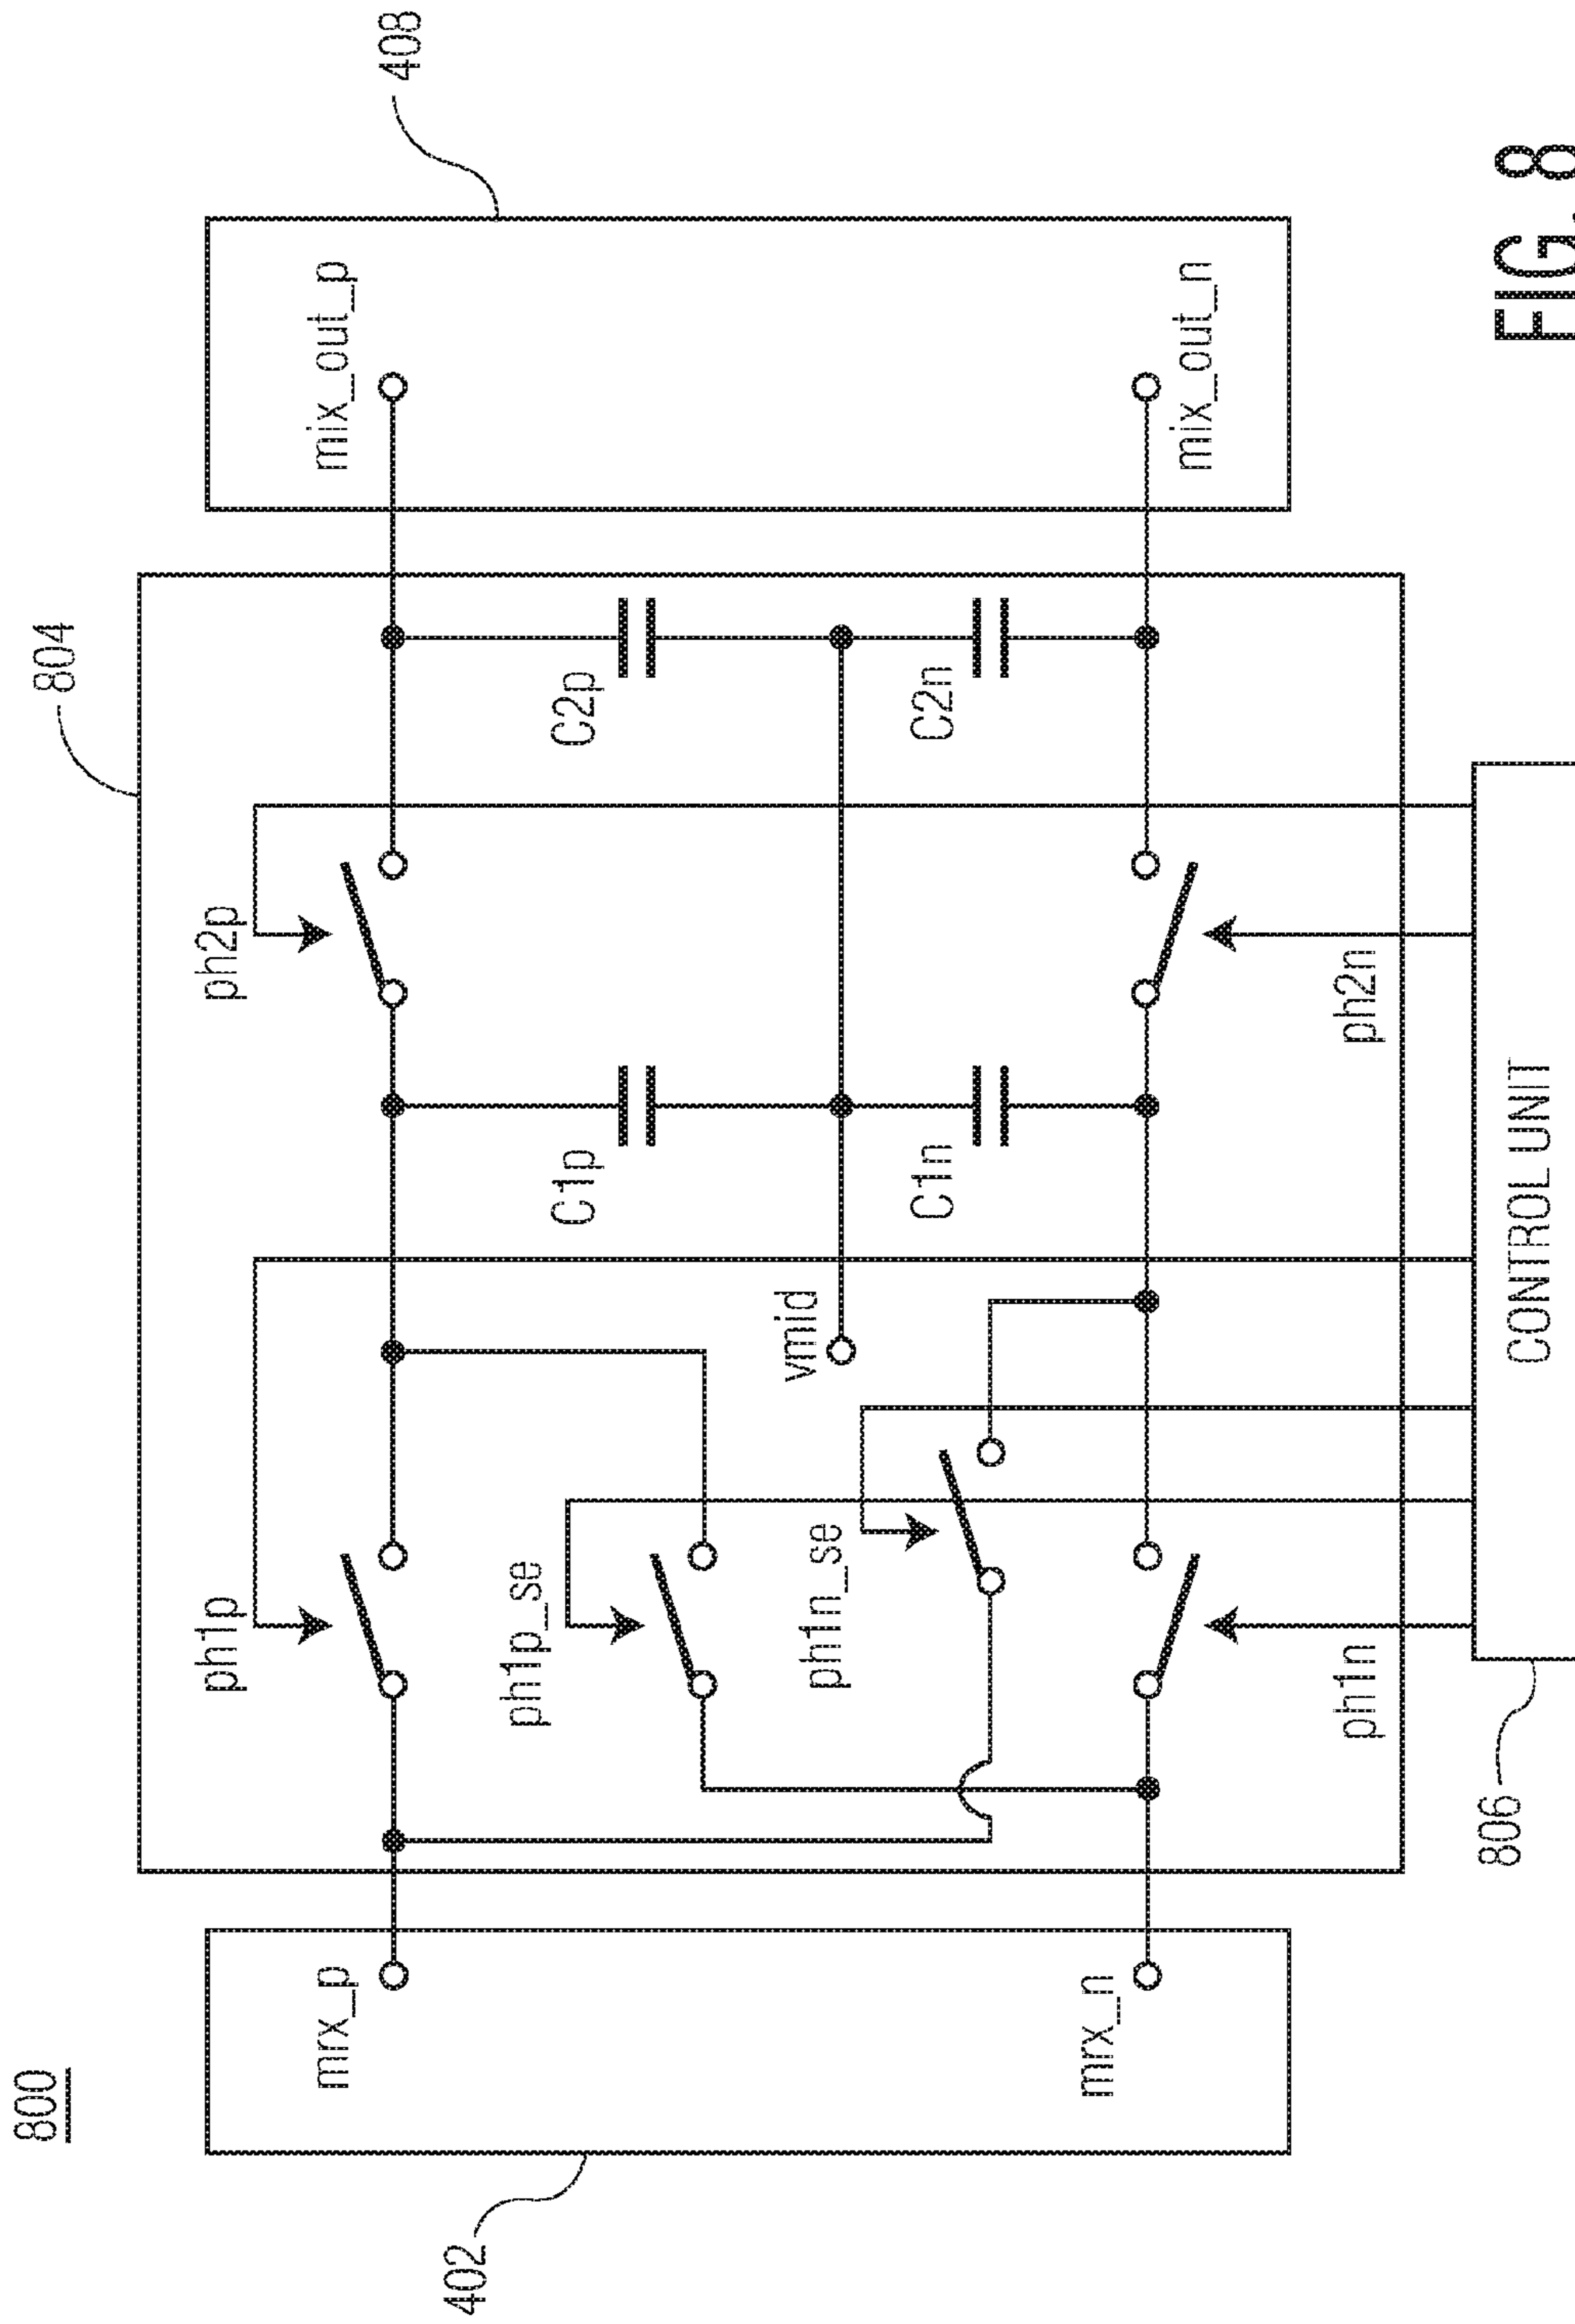 800
402
mrx_p
mrx_n
804
ph1p
ph1p_se
ph1n_se
ph1n
vmid
C1p
C1n
ph2p
ph2n
C2p
C2n
mix_out_p
mix_out_n
408
806
CONTROL UNIT
FIG. 8